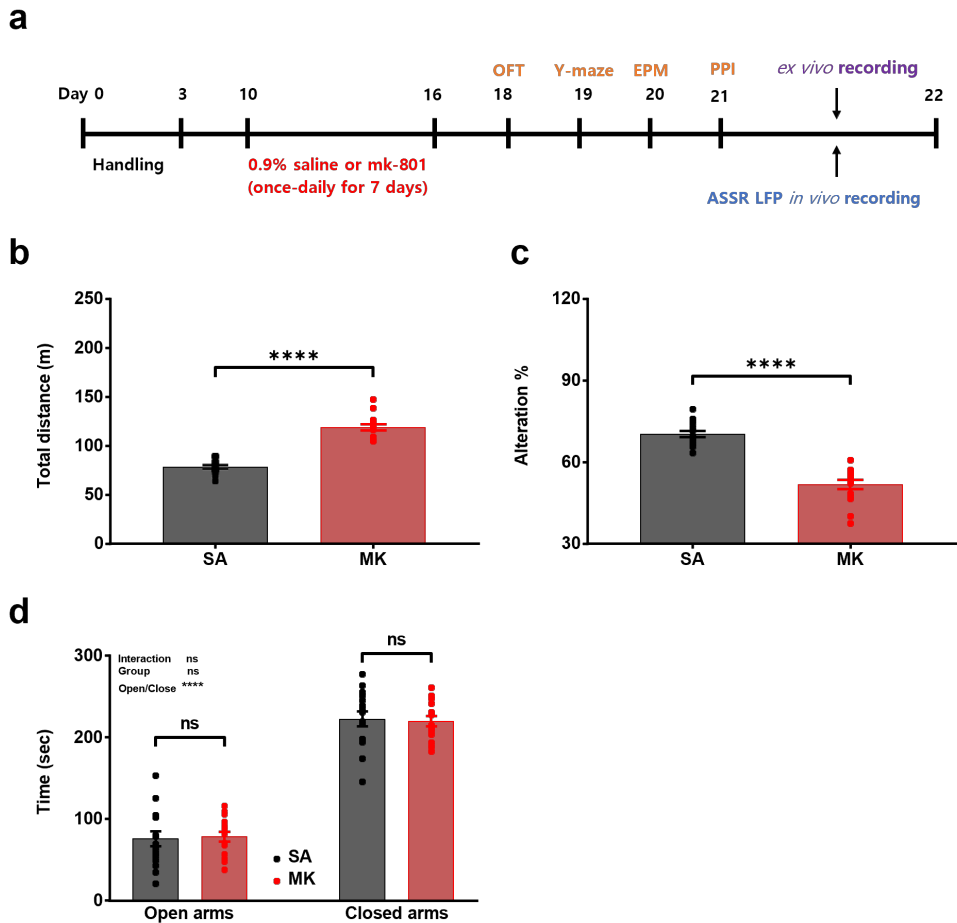 a
OFT Y-maze EPM PPI ex vivo recording
Day 0 3 10 16 18 19 20 21 22
Handling
0.9% saline or mk-801
(once-daily for 7 days)
ASSR LFP in vivo recording
b
250
200
150
100
50
0
Total distance (m)
****
SA MK
c
120
90
60
30
Alteration %
****
SA MK
d
300
200
100
0
Time (sec)
Interaction ns
Group ns
Open/Close ****
ns
ns
SA
MK
Open arms Closed arms